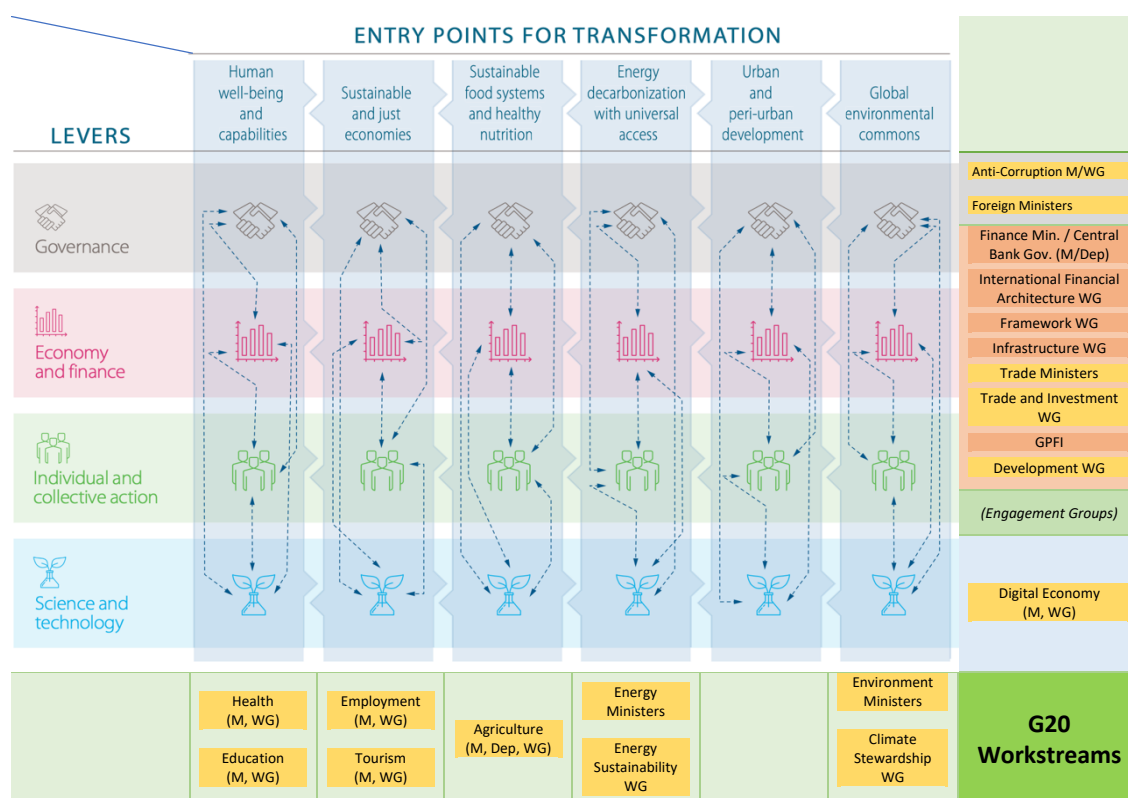 ENTRY POINTS FOR TRANSFORMATION
LEVERS
Human
well-being
and
capabilities
Sustainable
and just
economies
Sustainable
food systems
and healthy
nutrition
Energy
decarbonization
with universal
access
Urban
and
peri-urban
development
Global
environmental
commons
Governance
Anti-Corruption M/WG
Foreign Ministers
Economy
and finance
Finance Min. / Central
Bank Gov. (M/Dep)
International Financial
Architecture WG
Framework WG
Infrastructure WG
Trade Ministers
Trade and Investment
WG
GPFI
Development WG
Individual and
collective action
(Engagement Groups)
Science and
technology
Digital Economy
(M, WG)
Health
(M, WG)
Education
(M, WG)
Employment
(M, WG)
Tourism
(M, WG)
Agriculture
(M, Dep, WG)
Energy
Ministers
Energy
Sustainability
WG
Environment
Ministers
Climate
Stewardship
WG
G20
Workstreams